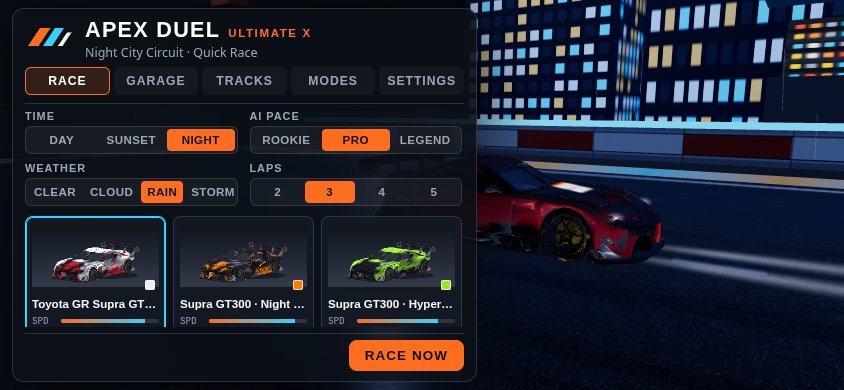 APEX DUEL ULTIMATE X
Night City Circuit · Quick Race
RACE GARAGE TRACKS MODES SETTINGS
TIME AI PACE
DAY SUNSET NIGHT ROOKIE PRO LEGEND
WEATHER LAPS
CLEAR CLOUD RAIN STORM 2 3 4 5
Toyota GR Supra GT... Supra GT300 · Night ... Supra GT300 · Hyper...
SPD SPD SPD
RACE NOW